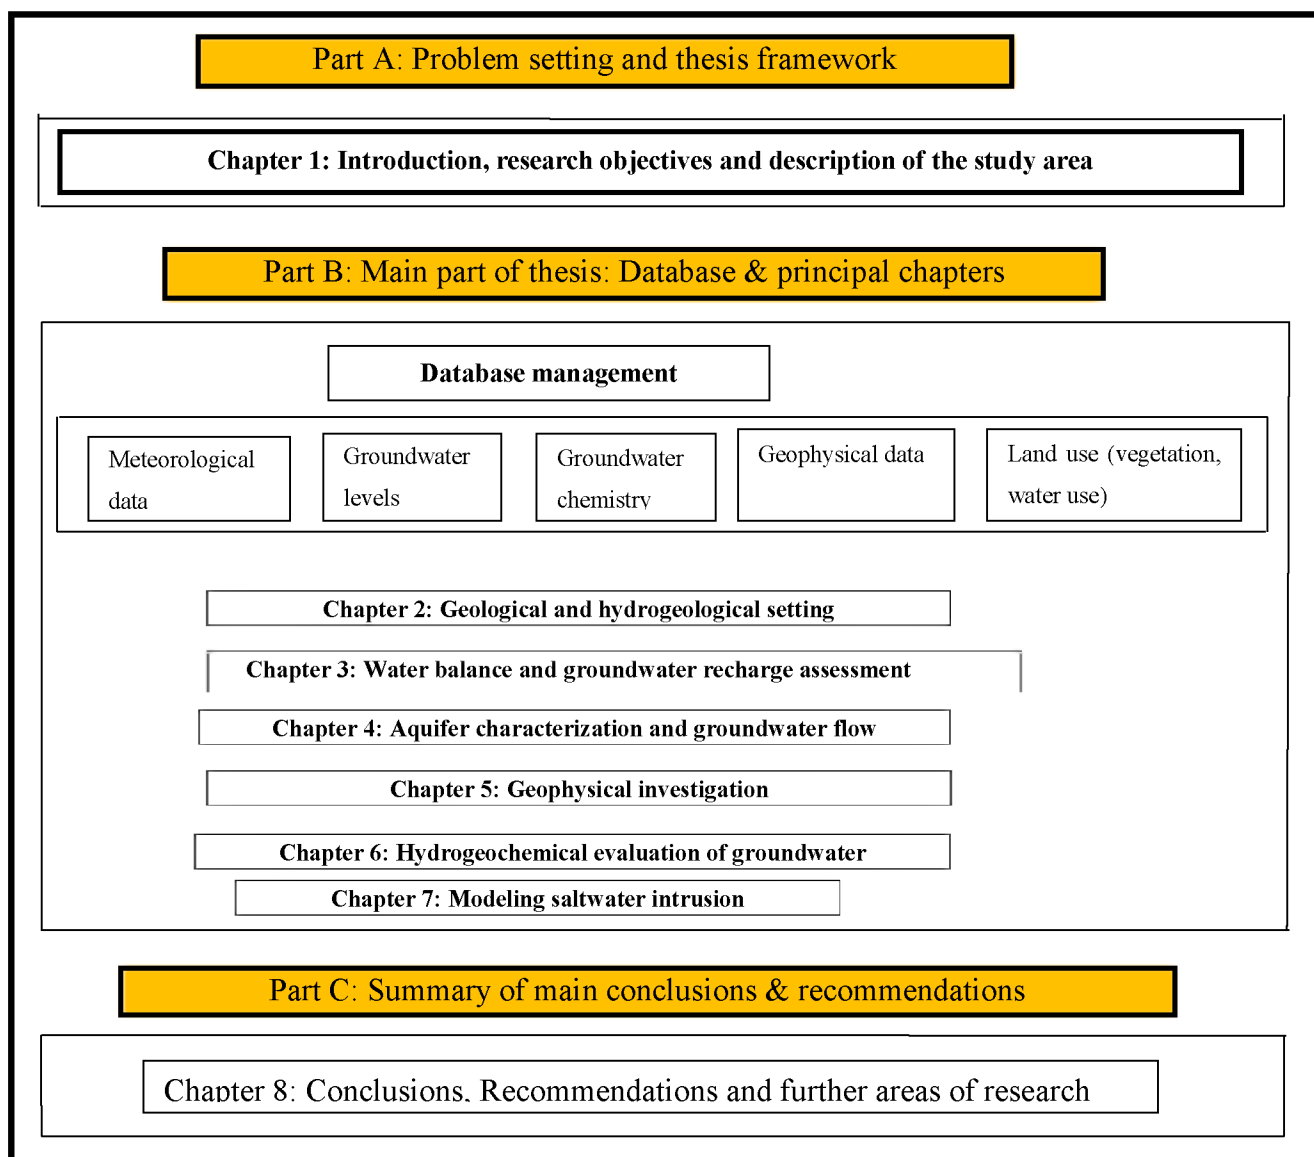 Part A: Problem setting and thesis framework
Chapter 1: Introduction, research objectives and description of the study area
Part B: Main part of thesis: Database & principal chapters
Database management
Meteorological
data
Groundwater
levels
Groundwater
chemistry
Geophysical data
Land use (vegetation,
water use)
Chapter 2: Geological and hydrogeological setting
Chapter 3: Water balance and groundwater recharge assessment
Chapter 4: Aquifer characterization and groundwater flow
Chapter 5: Geophysical investigation
Chapter 6: Hydrogeochemical evaluation of groundwater
Chapter 7: Modeling saltwater intrusion
Part C: Summary of main conclusions & recommendations
Chapter 8: Conclusions, Recommendations and further areas of research